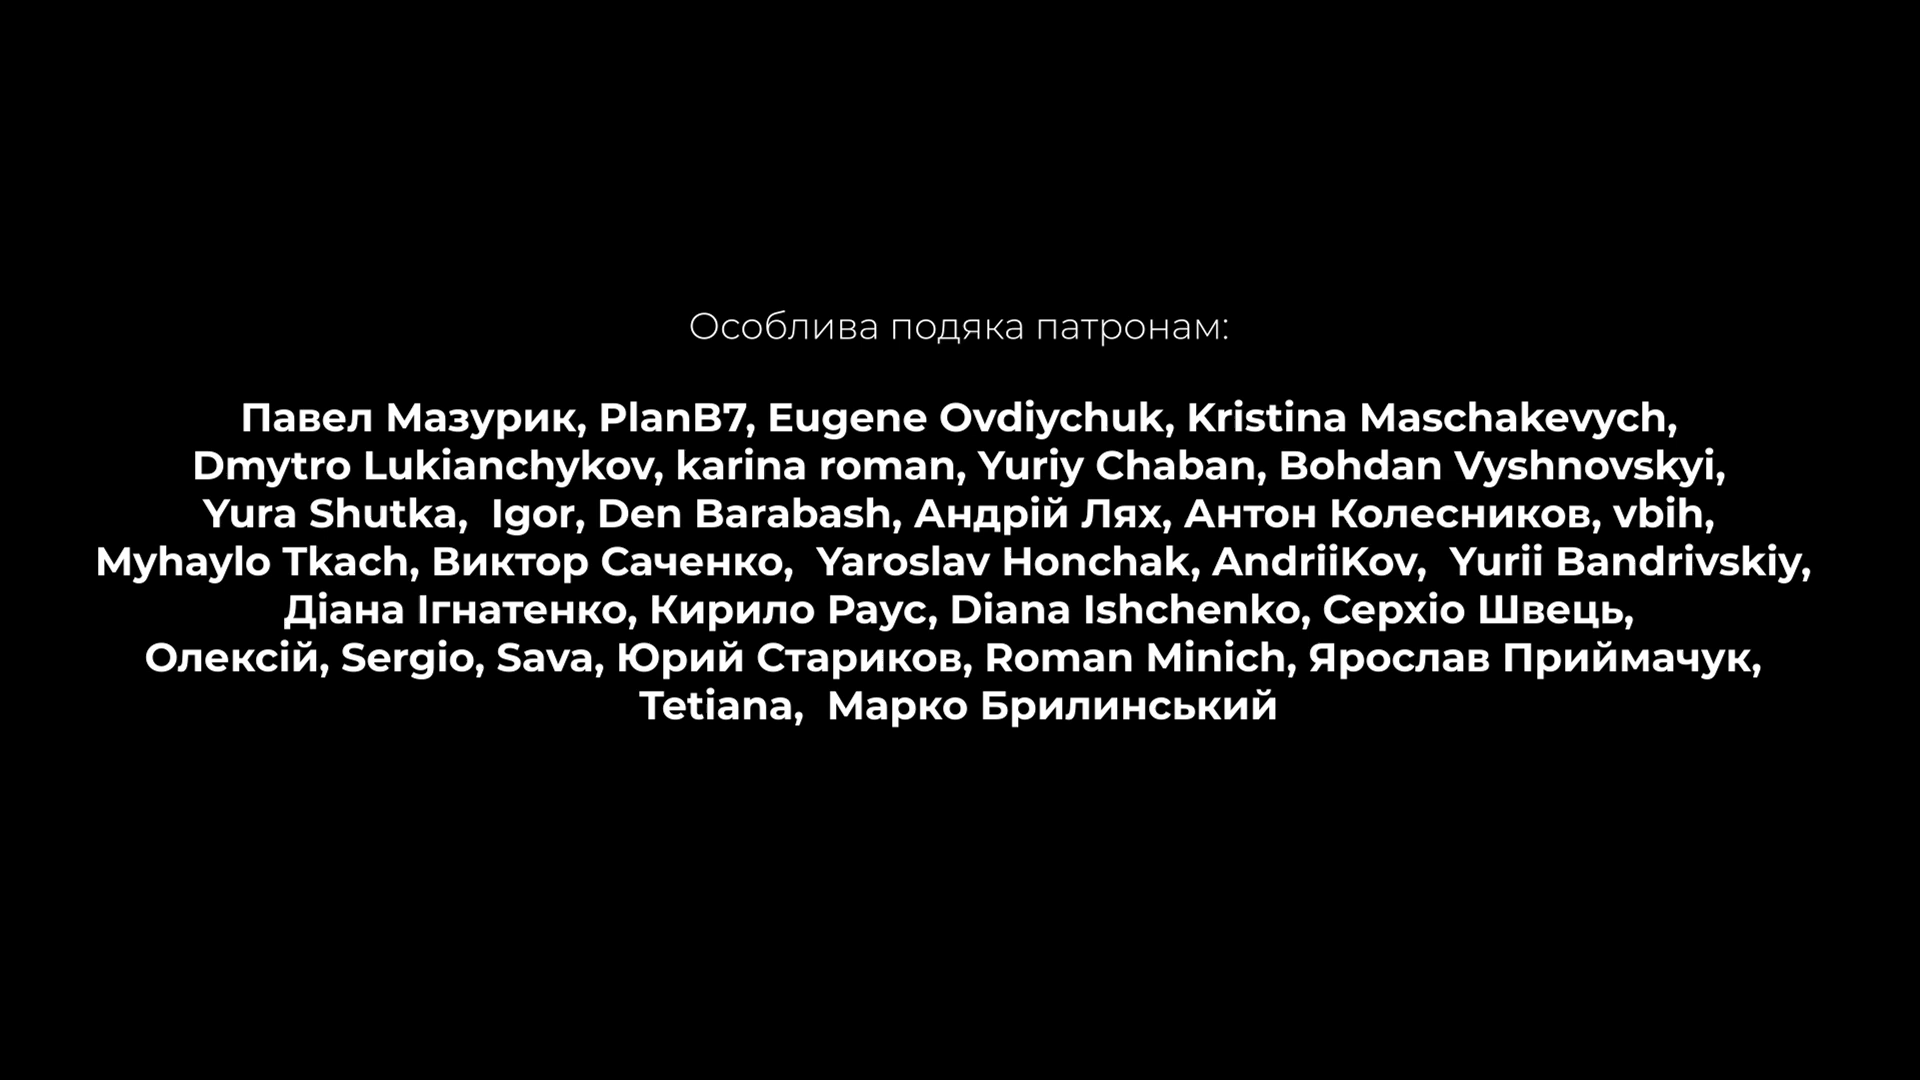 Особлива подяка патронам:
Павел Мазурик, PlanB7, Eugene Ovdiychuk, Kristina Maschakevych,
Dmytro Lukianchykov, karina roman, Yuriy Chaban, Bohdan Vyshnovskyi,
Yura Shutka,  Igor, Den Barabash, Андрій Лях, Антон Колесников, vbih,
Myhaylo Tkach, Виктор Саченко,  Yaroslav Honchak, AndriiKov,  Yurii Bandrivskiy,
Діана Ігнатенко, Кирило Раус, Diana Ishchenko, Серхіо Швець,
Олексій, Sergio, Sava, Юрий Стариков, Roman Minich, Ярослав Приймачук,
Tetiana,  Марко Брилинський